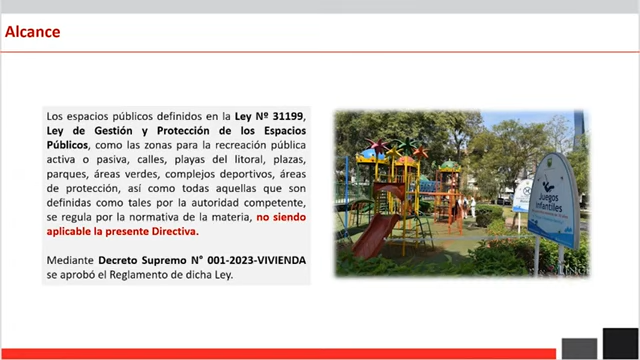 Alcance
Los espacios públicos definidos en la Ley Nº 31199,
Ley de Gestión y Protección de los Espacios
Públicos, como las zonas para la recreación pública
activa o pasiva, calles, playas del litoral, plazas,
parques, áreas verdes, complejos deportivos, áreas
de protección, así como todas aquellas que son
definidas como tales por la autoridad competente,
se regula por la normativa de la materia, no siendo
aplicable la presente Directiva.
Mediante Decreto Supremo N° 001-2023-VIVIENDA
se aprobó el Reglamento de dicha Ley.
Juegos
Infantiles